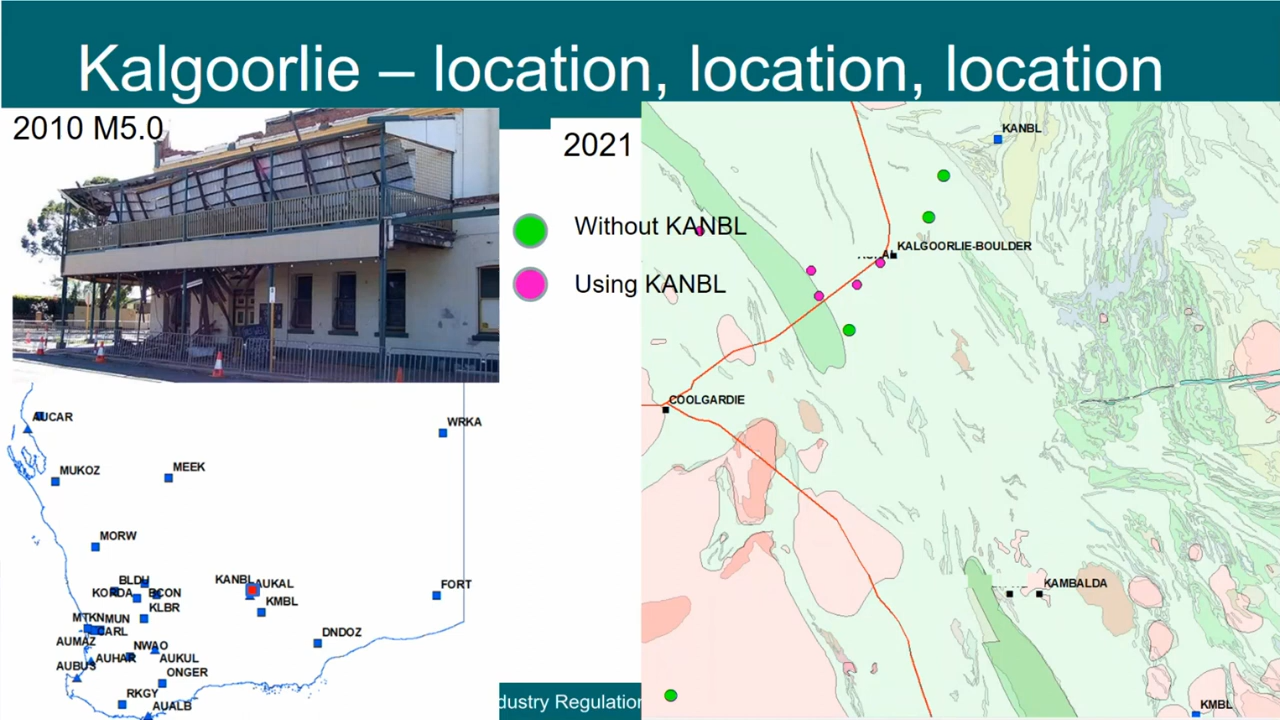 Kalgoorlie – location, location, location
2010 M5.0
2021
Without KANBL
Using KANBL
KANBL
KALGOORLIE-BOULDER
COOLGARDIE
KAMBALDA
KMBL
AUCAR
WRKA
MUKOZ
MEEK
MORW
BLDU
KANBL
AUKAL
FORT
KORDA
BCON
KMBL
KLBR
MTKN
MUN
CARL
DNDOZ
AUMAZ
NWAO
AUHAR
AUKUL
AUBUS
ONGER
RKGY
AUALB
dustry Regulation